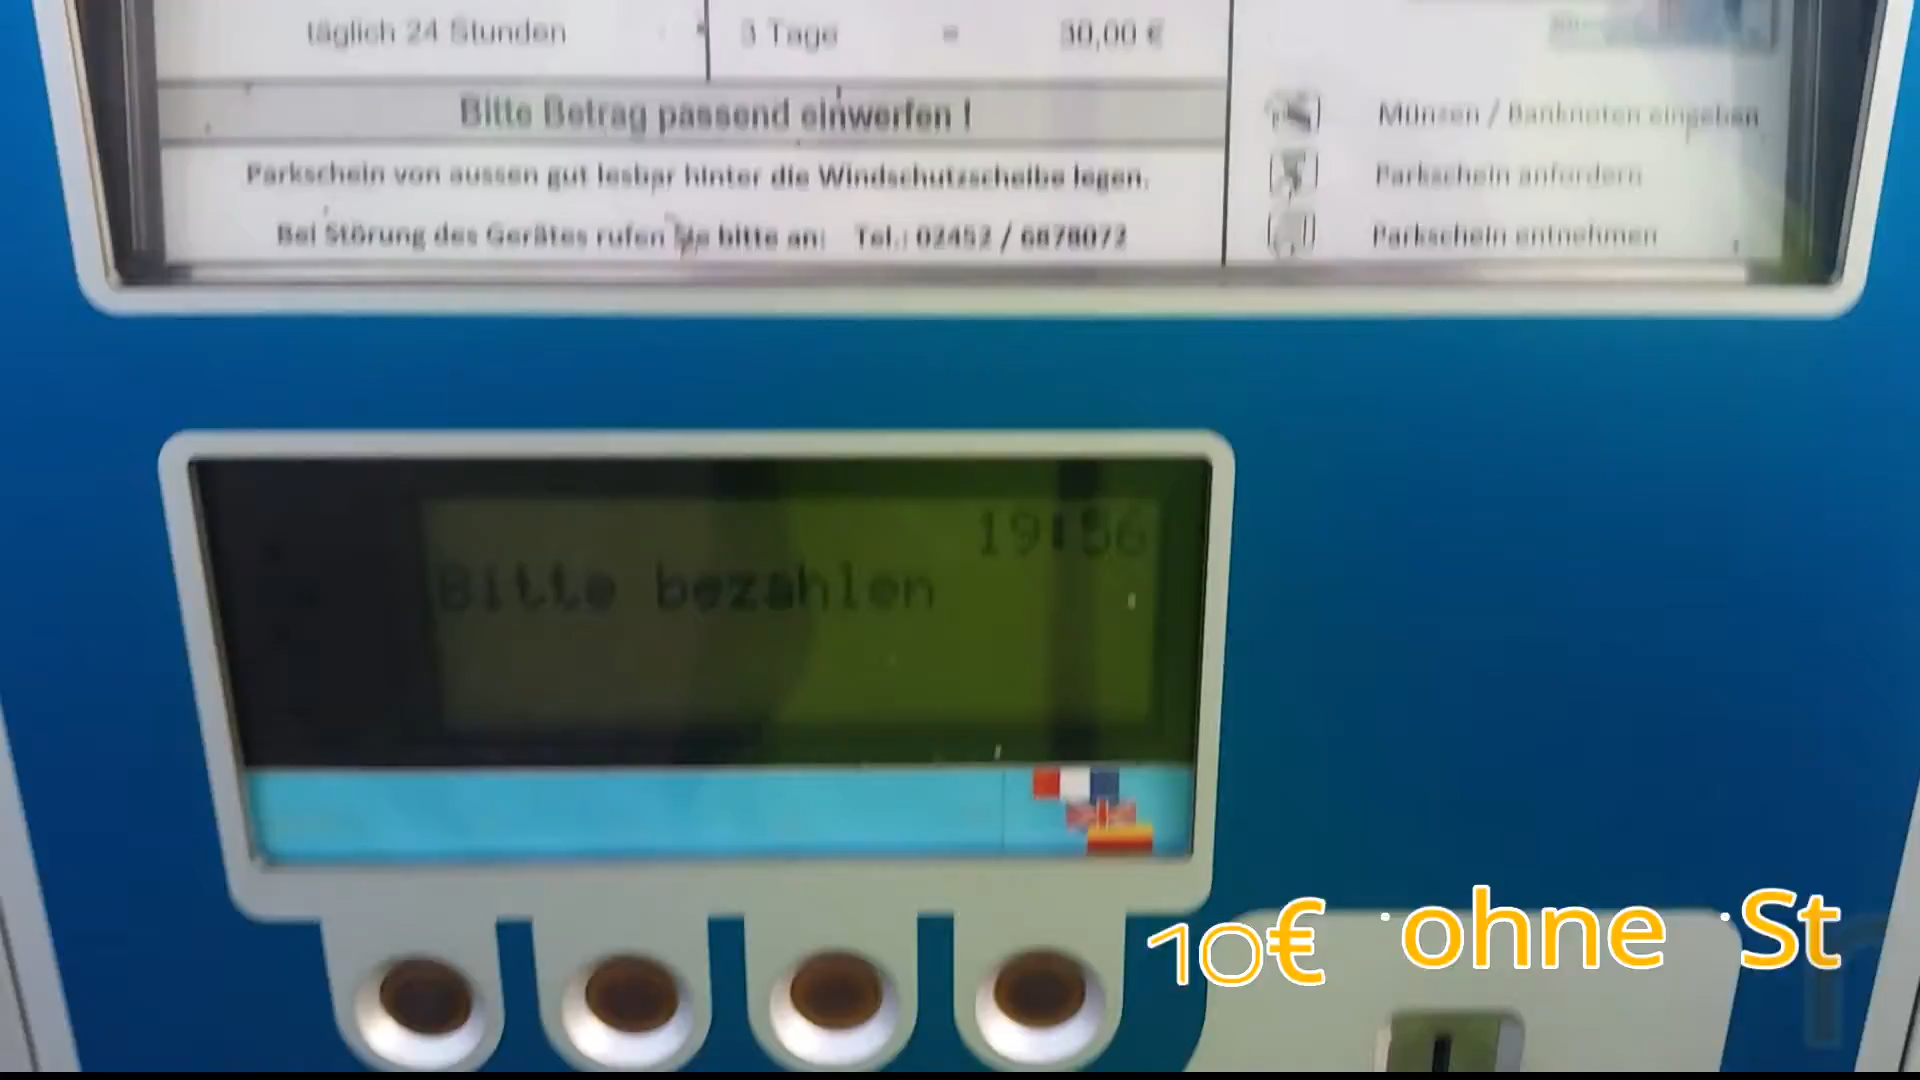 täglich 24 Stunden
3 Tage = 30,00 €
Bitte Betrag passend einwerfen !
Parkschein von aussen gut lesbar hinter die Windschutzscheibe legen.
Bei Störung des Gerätes rufen Sie bitte an: Tel.: 02452 / 6878072
Münzen / Banknoten eingeben
Parkschein anfordern
Parkschein entnehmen
19:56
Bitte bezahlen
10€ ohne St